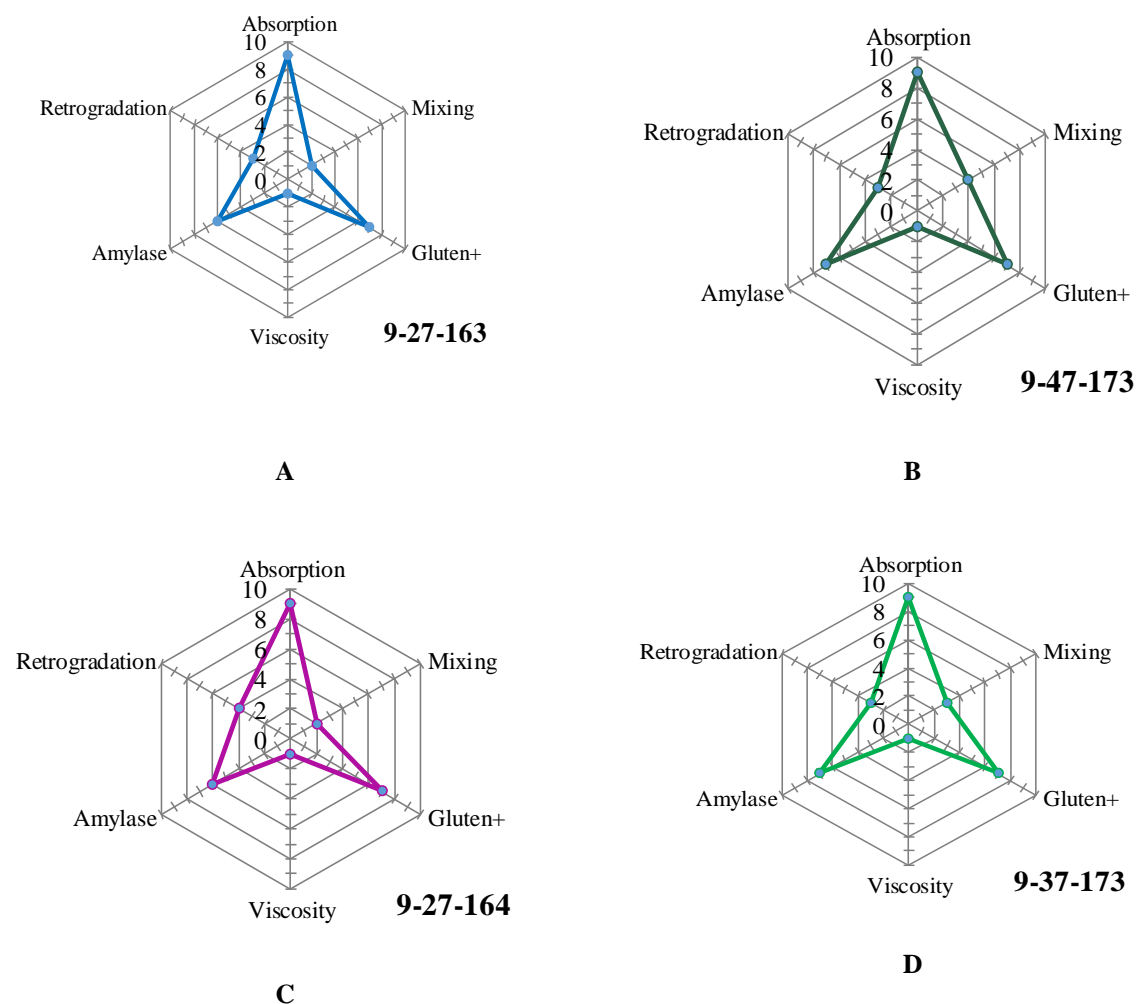 Absorption
10
8
6
4
2
0
Mixing
Gluten+
Viscosity
Amylase
Retrogradation
9-27-163
A
Absorption
10
8
6
4
2
0
Mixing
Gluten+
Viscosity
Amylase
Retrogradation
9-47-173
B
Absorption
10
8
6
4
2
0
Mixing
Gluten+
Viscosity
Amylase
Retrogradation
9-27-164
C
Absorption
10
8
6
4
2
0
Mixing
Gluten+
Viscosity
Amylase
Retrogradation
9-37-173
D